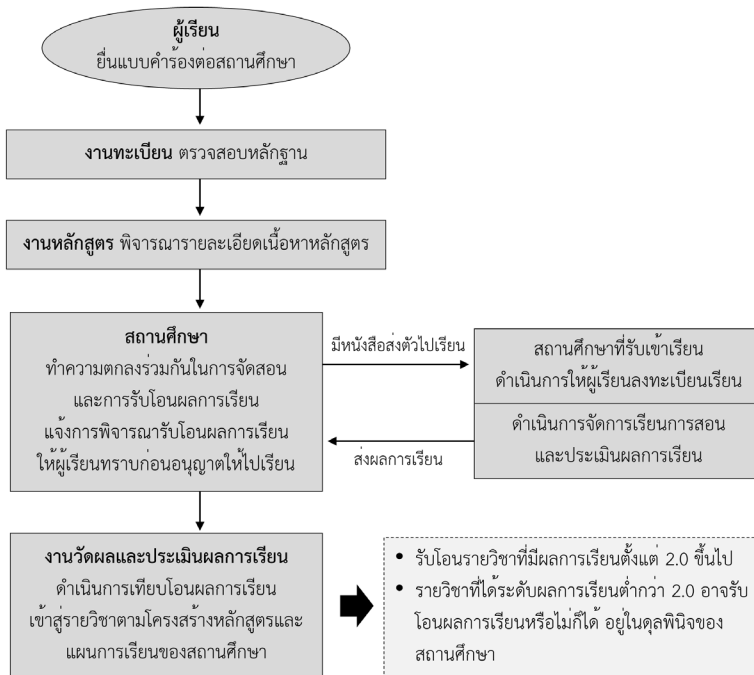 ผู้เรียน
ยื่นแบบคำร้องต่อสถานศึกษา
งานทะเบียน ตรวจสอบหลักฐาน
งานหลักสูตร พิจารณารายละเอียดเนื้อหาหลักสูตร
สถานศึกษา
ทำความตกลงร่วมกันในการจัดสอน
และการรับโอนผลการเรียน
แจ้งการพิจารณารับโอนผลการเรียน
ให้ผู้เรียนทราบก่อนอนุญาตให้ไปเรียน
มีหนังสือส่งตัวไปเรียน
สถานศึกษาที่รับเข้าเรียน
ดำเนินการให้ผู้เรียนลงทะเบียนเรียน
ดำเนินการจัดการเรียนการสอน
และประเมินผลการเรียน
ส่งผลการเรียน
งานวัดผลและประเมินผลการเรียน
ดำเนินการเทียบโอนผลการเรียน
เข้าสู่รายวิชาตามโครงสร้างหลักสูตรและ
แผนการเรียนของสถานศึกษา
• รับโอนรายวิชาที่มีผลการเรียนตั้งแต่ 2.0 ขึ้นไป
• รายวิชาที่ได้ระดับผลการเรียนต่ำกว่า 2.0 อาจรับ
โอนผลการเรียนหรือไม่ก็ได้ อยู่ในดุลพินิจของ
สถานศึกษา